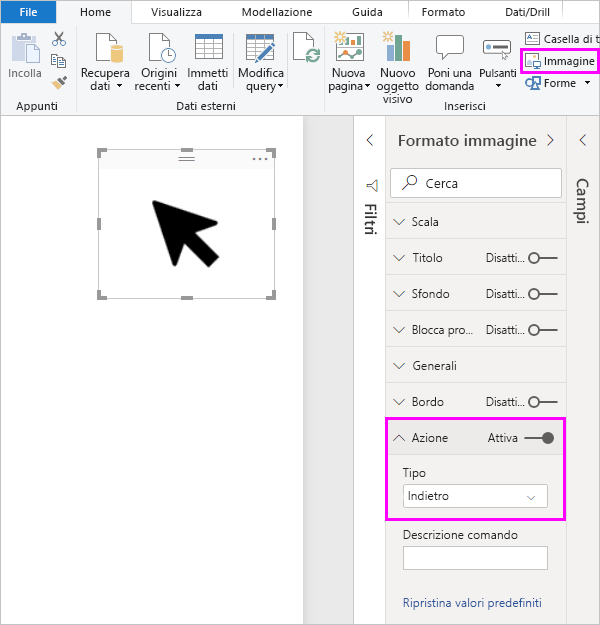 File Home Visualizza Modellazione Guida Formato Dati/Drill
Incolla
Recupera
dati
Origini
recenti
Immetti
dati
Modifica
query
Nuova
pagina
Nuovo
oggetto
visivo
Poni una
domanda
Pulsanti
Casella di t
Immagine
Forme
Appunti Dati esterni Inserisci
Filtri
Formato immagine
Campi
Cerca
Scala
Titolo Disatti...
Sfondo Disatti...
Blocca pro... Disatti...
Generali
Bordo Disatti...
Azione Attiva
Tipo
Indietro
Descrizione comando
Ripristina valori predefiniti